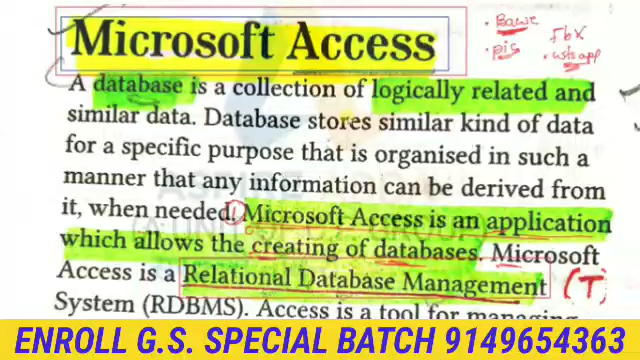 Microsoft Access
• Bawe
• pic
FbX
• wtsapp
A database is a collection of logically related and
similar data. Database stores similar kind of data
for a specific purpose that is organised in such a
manner that any information can be derived from
it, when needed. Microsoft Access is an application
which allows the creating of databases. Microsoft
Access is a Relational Database Management (T)
System (RDBMS). Access is a tool for managing
ENROLL G.S. SPECIAL BATCH 9149654363